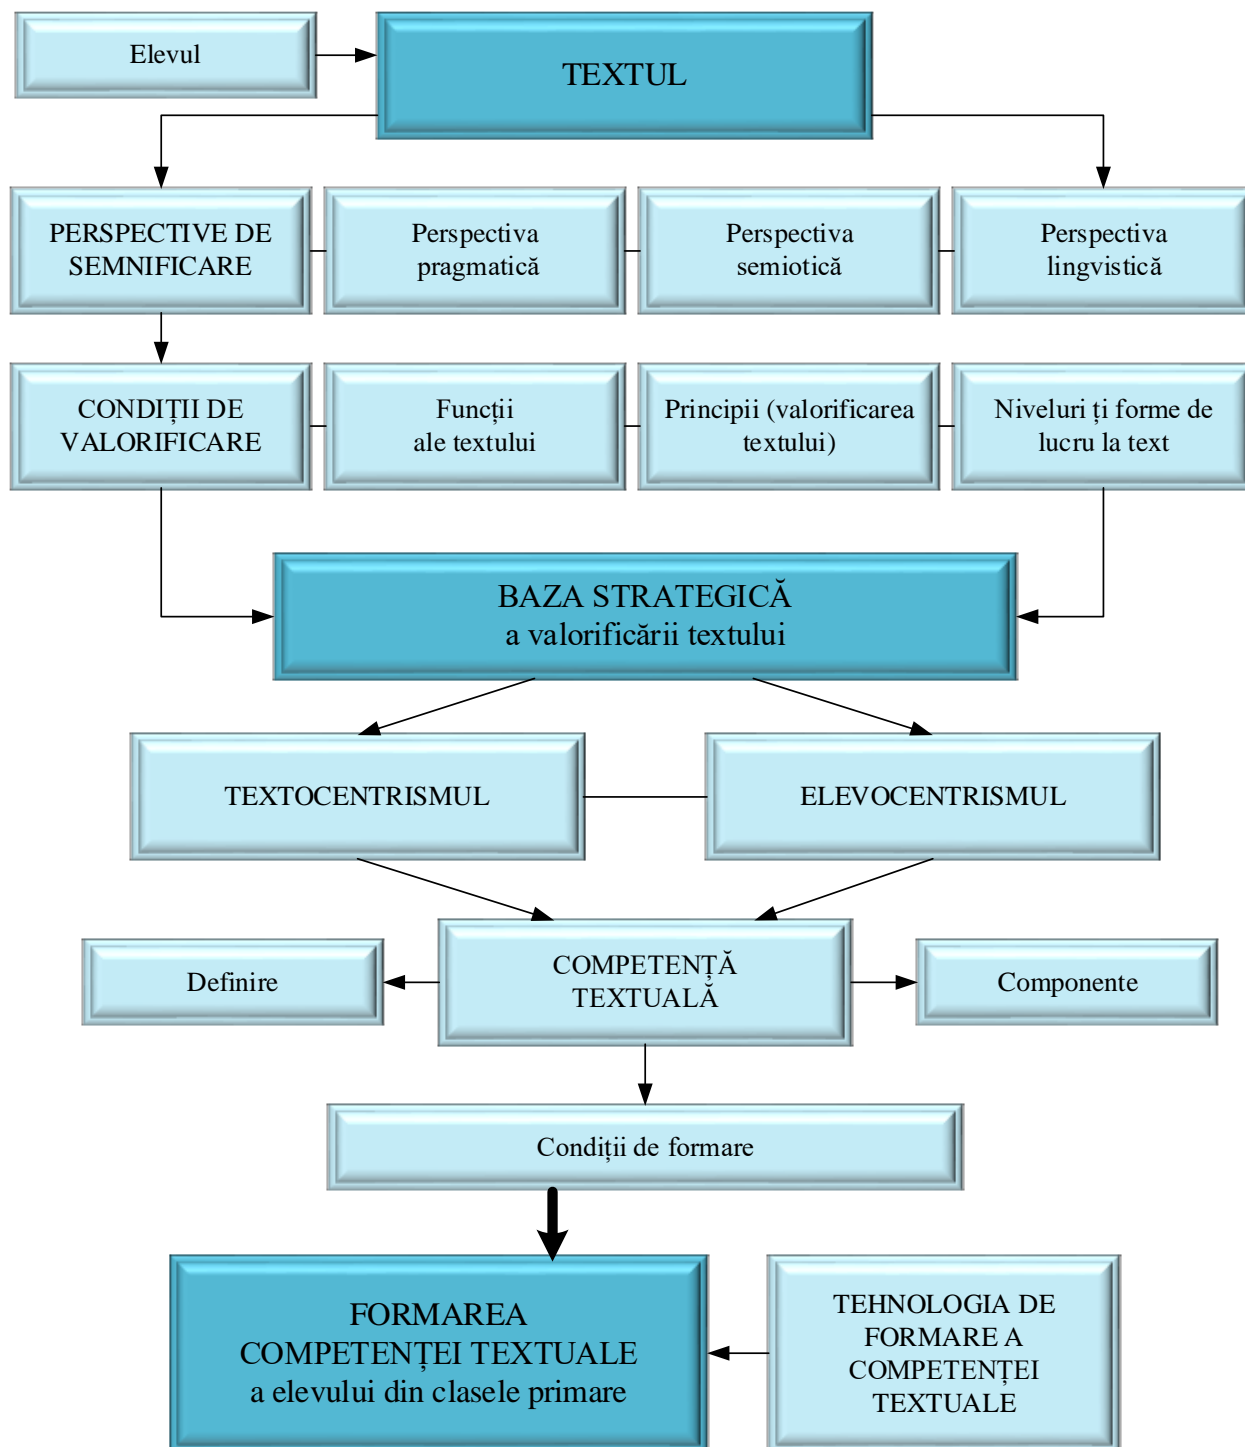 Elevul
TEXTUL
PERSPECTIVE DE
SEMNIFICARE
Perspectiva
pragmatică
Perspectiva
semiotică
Perspectiva
lingvistică
CONDIȚII DE
VALORIFICARE
Funcții
ale textului
Principii (valorificarea
textului)
Niveluri ți forme de
lucru la text
BAZA STRATEGICĂ
a valorificării textului
TEXTOCENTRISMUL
ELEVOCENTRISMUL
Definire
COMPETENȚĂ
TEXTUALĂ
Componente
Condiții de formare
FORMAREA
COMPETENȚEI TEXTUALE
a elevului din clasele primare
TEHNOLOGIA DE
FORMARE A
COMPETENȚEI
TEXTUALE